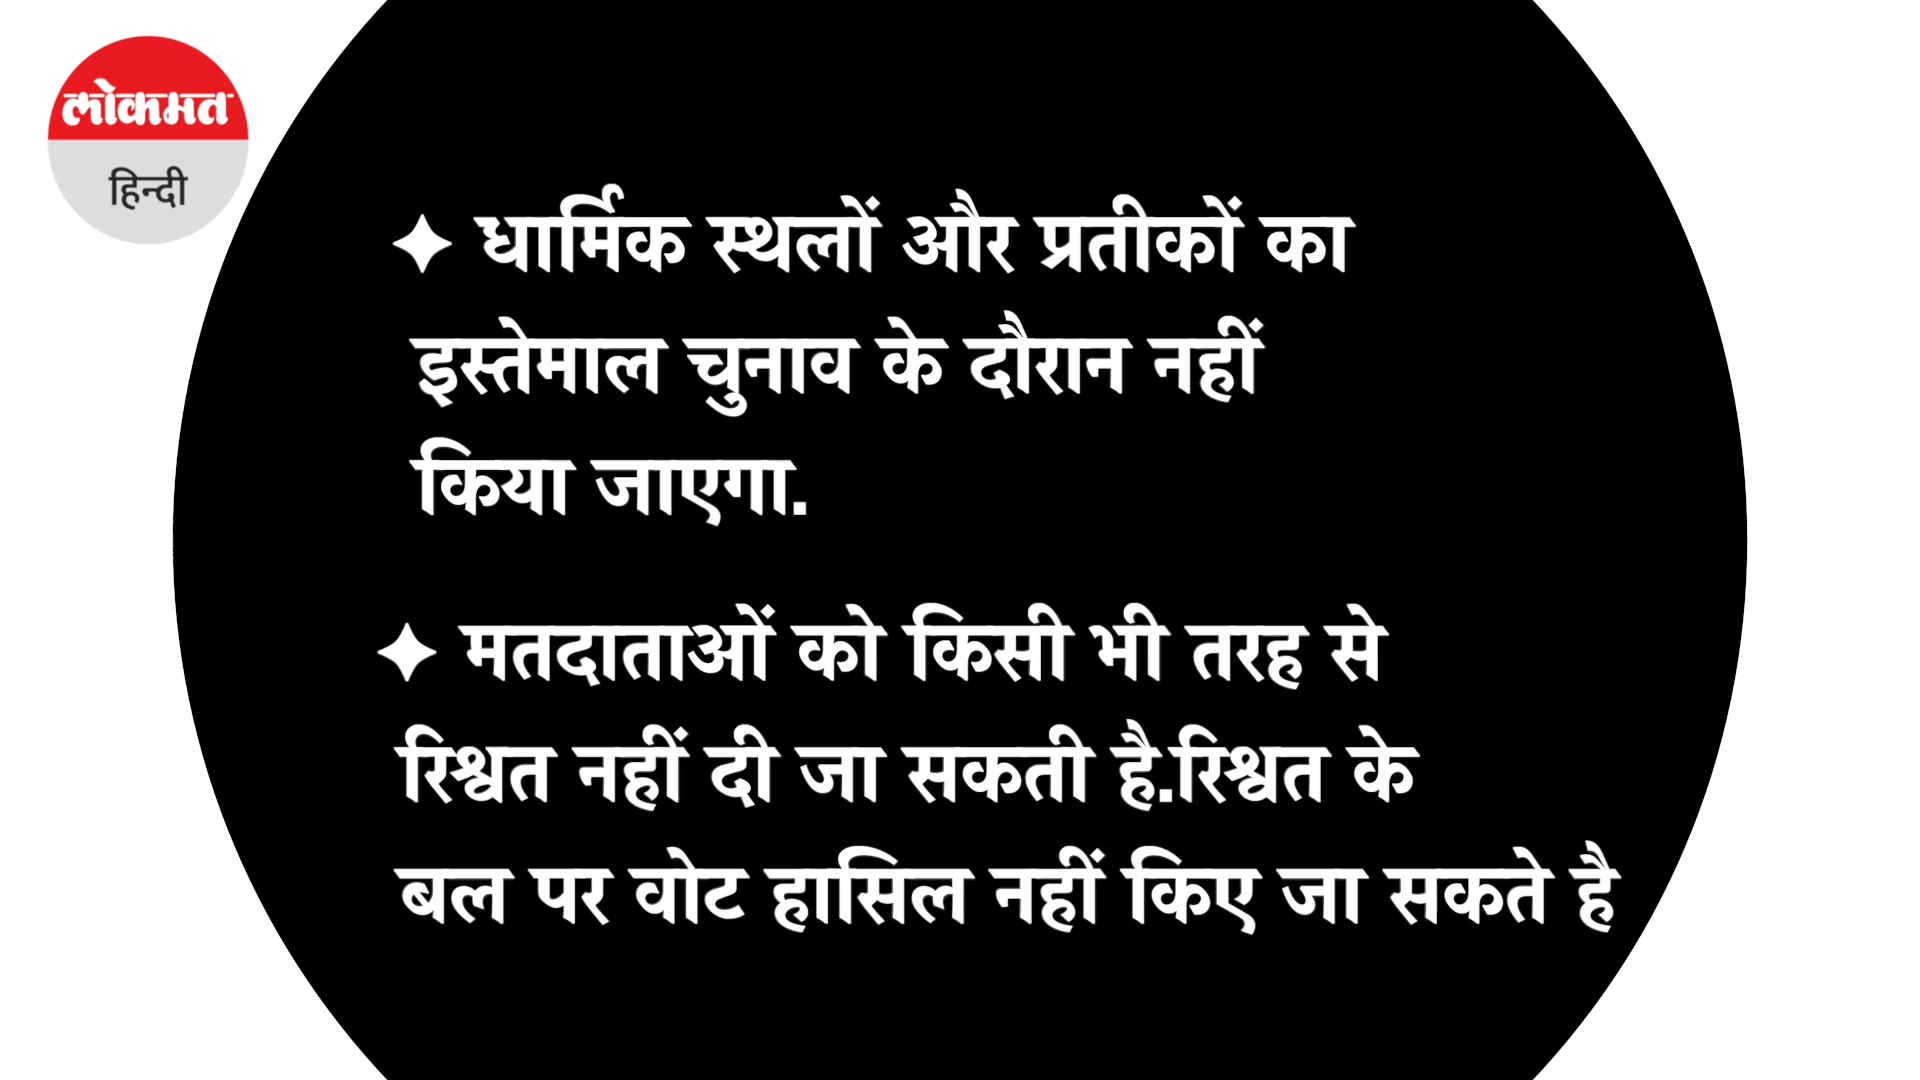 लोकमत
हिन्दी
✦ धार्मिक स्थलों और प्रतीकों का
इस्तेमाल चुनाव के दौरान नहीं
किया जाएगा.
✦ मतदाताओं को किसी भी तरह से
रिश्वत नहीं दी जा सकती है.रिश्वत के
बल पर वोट हासिल नहीं किए जा सकते है